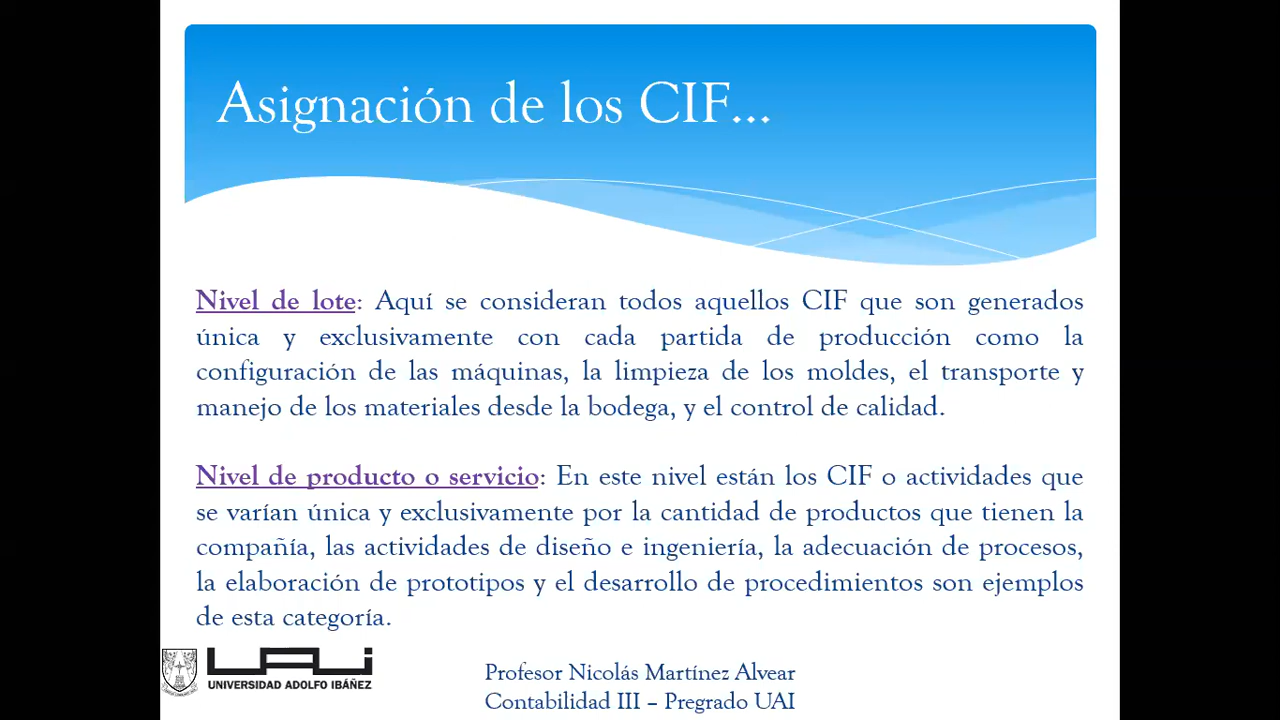 Asignación de los CIF...
Nivel de lote: Aquí se consideran todos aquellos CIF que son generados
única y exclusivamente con cada partida de producción como la
configuración de las máquinas, la limpieza de los moldes, el transporte y
manejo de los materiales desde la bodega, y el control de calidad.
Nivel de producto o servicio: En este nivel están los CIF o actividades que
se varían única y exclusivamente por la cantidad de productos que tienen la
compañía, las actividades de diseño e ingeniería, la adecuación de procesos,
la elaboración de prototipos y el desarrollo de procedimientos son ejemplos
de esta categoría.
UAi
UNIVERSIDAD ADOLFO IBÁÑEZ
Profesor Nicolás Martínez Alvear
Contabilidad III – Pregrado UAI